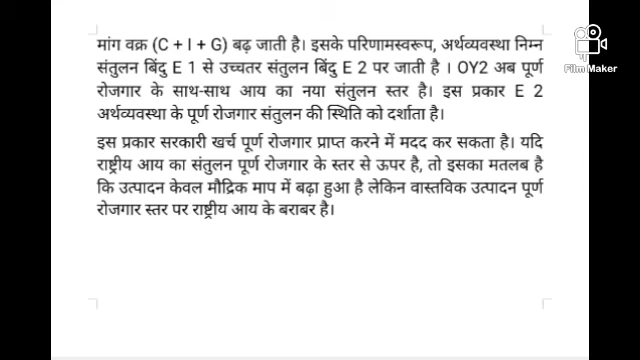 मांग वक्र (C + I + G) बढ़ जाती है। इसके परिणामस्वरूप, अर्थव्यवस्था निम्न
संतुलन बिंदु E 1 से उच्चतर संतुलन बिंदु E 2 पर जाती है । OY2 अब पूर्ण
रोजगार के साथ-साथ आय का नया संतुलन स्तर है। इस प्रकार E 2
अर्थव्यवस्था के पूर्ण रोजगार संतुलन की स्थिति को दर्शाता है।
इस प्रकार सरकारी खर्च पूर्ण रोजगार प्राप्त करने में मदद कर सकता है। यदि
राष्ट्रीय आय का संतुलन पूर्ण रोजगार के स्तर से ऊपर है, तो इसका मतलब है
कि उत्पादन केवल मौद्रिक माप में बढ़ा हुआ है लेकिन वास्तविक उत्पादन पूर्ण
रोजगार स्तर पर राष्ट्रीय आय के बराबर है।
Film Maker